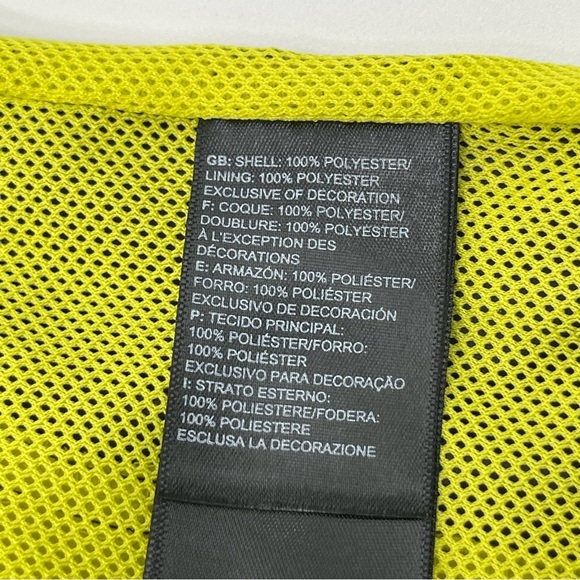 GB: SHELL: 100% POLYESTER/
LINING: 100% POLYESTER
EXCLUSIVE OF DECORATION
F: COQUE: 100% POLYESTER/
DOUBLURE: 100% POLYESTER
À L'EXCEPTION DES
DÉCORATIONS
E: ARMAZÓN: 100% POLIÉSTER/
FORRO: 100% POLIÉSTER
EXCLUSIVO DE DECORACIÓN
P: TECIDO PRINCIPAL:
100% POLIÉSTER/FORRO:
100% POLIÉSTER
EXCLUSIVO PARA DECORAÇÃO
I: STRATO ESTERNO:
100% POLIESTERE/FODERA:
100% POLIESTERE
ESCLUSA LA DECORAZIONE